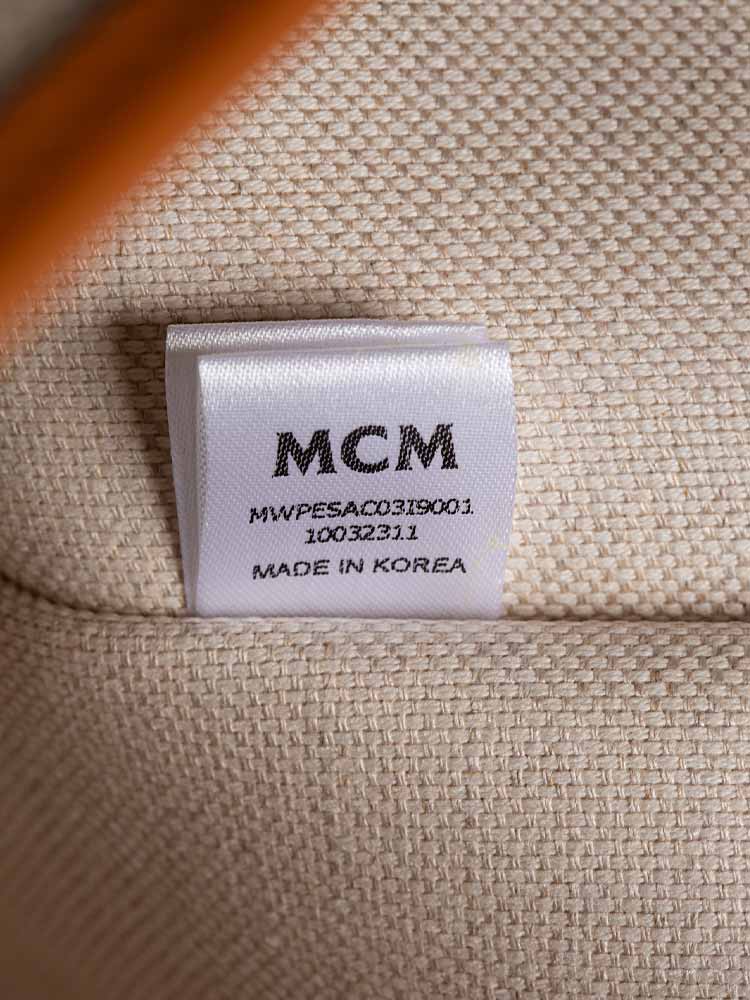 MCM
MWPESAC03I9001
10032311
MADE IN KOREA